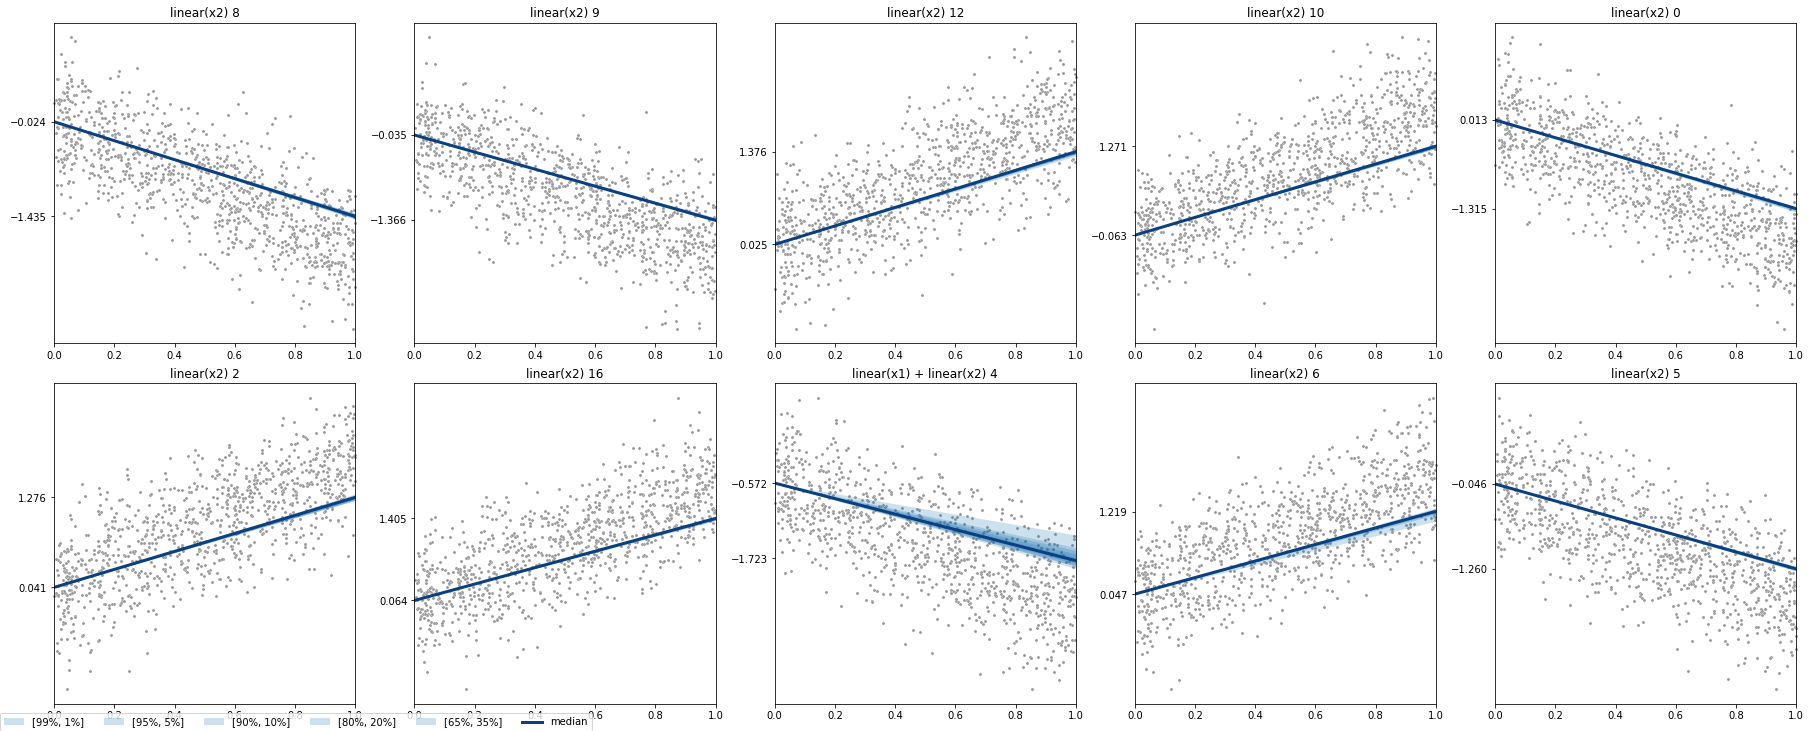 linear(x2) 8
−0.024
−1.435
0.0 0.2 0.4 0.6 0.8 1.0
linear(x2) 9
−0.035
−1.366
0.0 0.2 0.4 0.6 0.8 1.0
linear(x2) 12
1.376
0.025
0.0 0.2 0.4 0.6 0.8 1.0
linear(x2) 10
1.271
−0.063
0.0 0.2 0.4 0.6 0.8 1.0
linear(x2) 0
0.013
−1.315
0.0 0.2 0.4 0.6 0.8 1.0
linear(x2) 2
1.276
0.041
0.0 0.2 0.4 0.6 0.8 1.0
linear(x2) 16
1.405
0.064
0.0 0.2 0.4 0.6 0.8 1.0
linear(x1) + linear(x2) 4
−0.572
−1.723
0.0 0.2 0.4 0.6 0.8 1.0
linear(x2) 6
1.219
0.047
0.0 0.2 0.4 0.6 0.8 1.0
linear(x2) 5
−0.046
−1.260
0.0 0.2 0.4 0.6 0.8 1.0
[99%, 1%] [95%, 5%] [90%, 10%] [80%, 20%] [65%, 35%] median